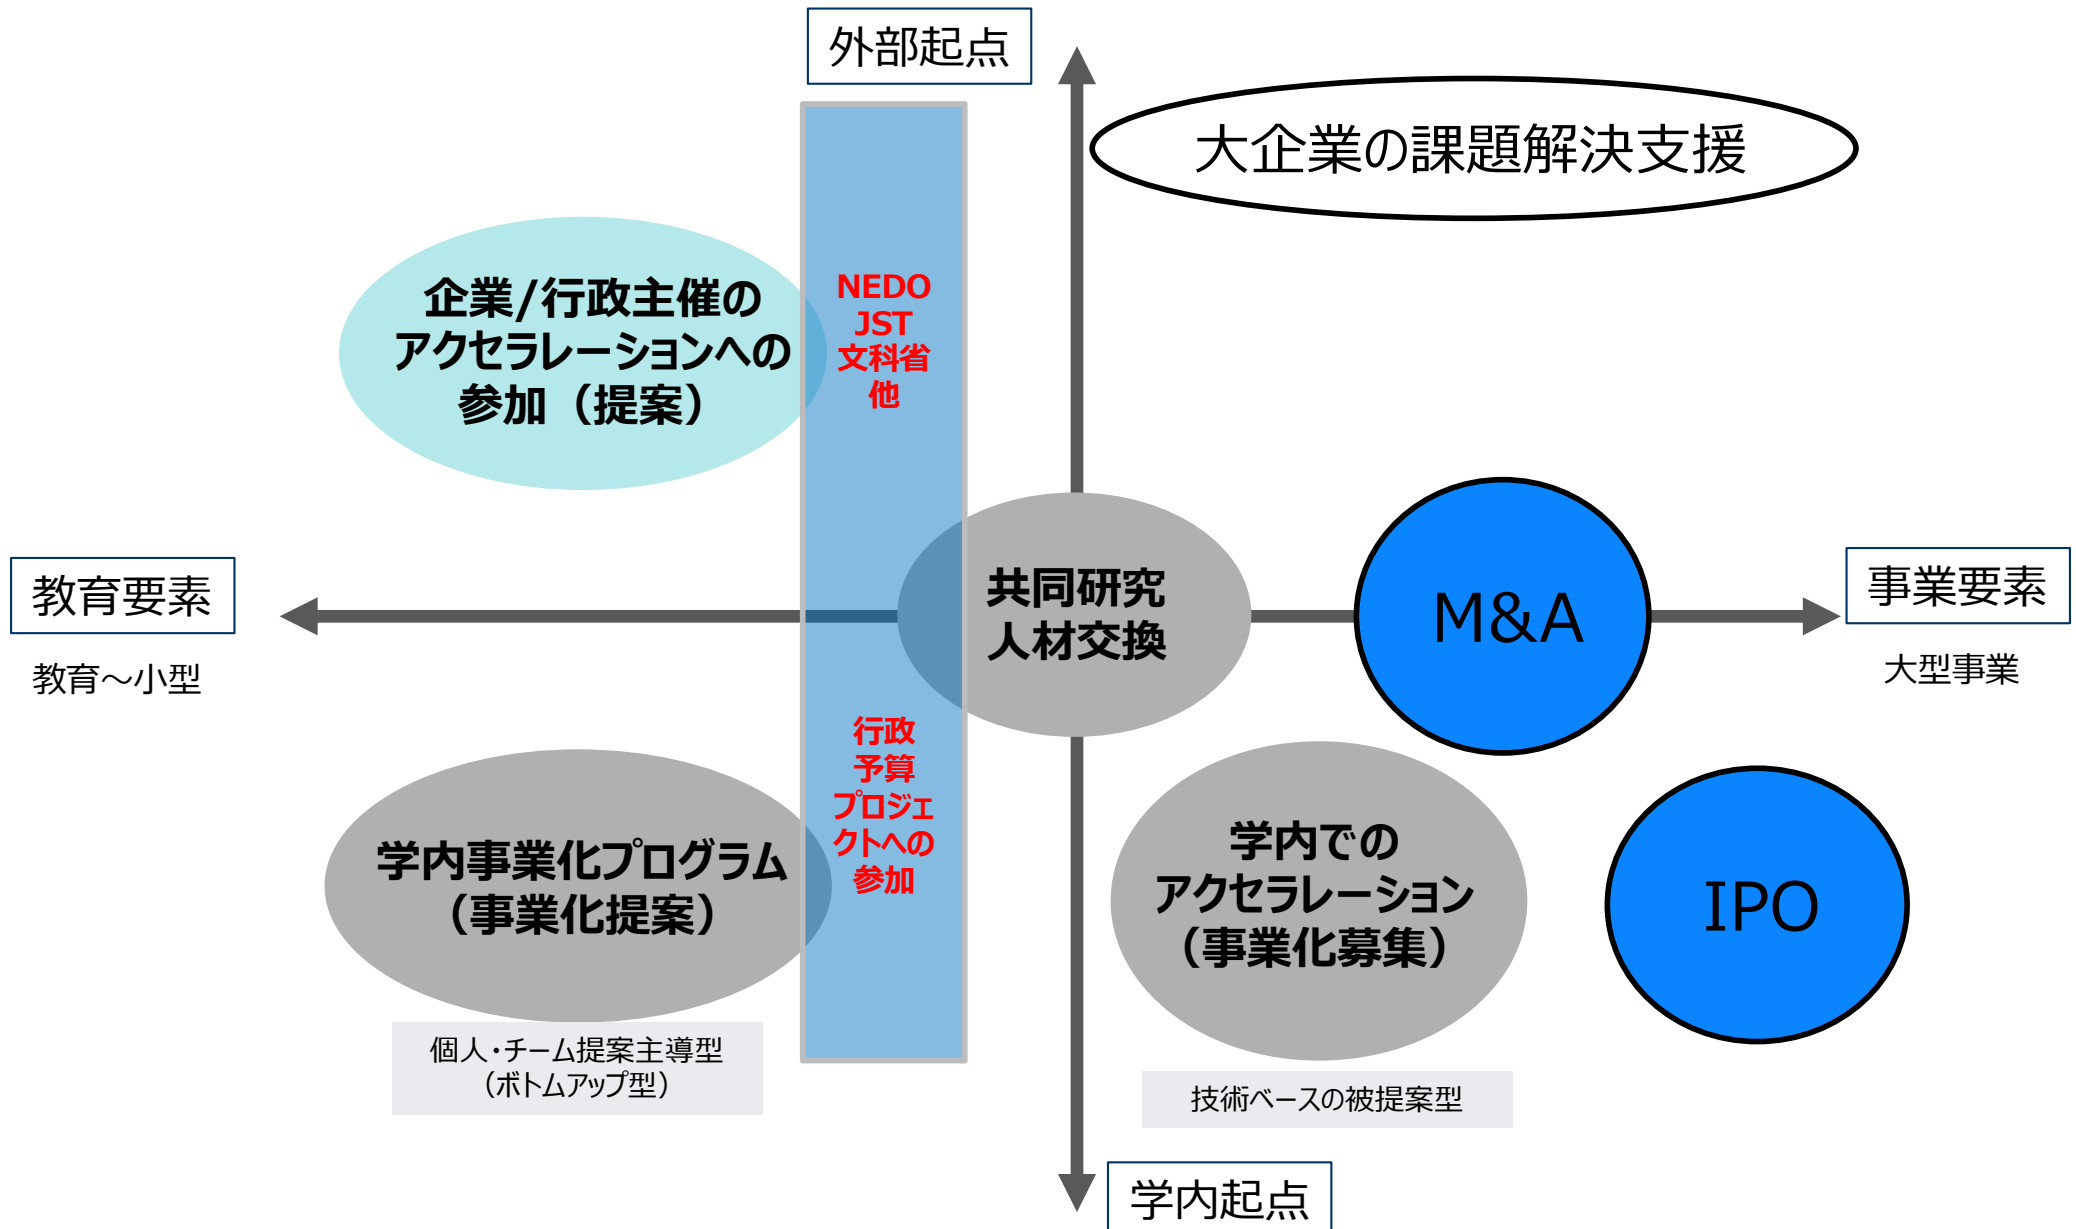 外部起点
大企業の課題解決支援
企業/行政主催の
アクセラレーションへの
参加（提案）
NEDO
JST
文科省
他
教育要素
教育～小型
共同研究
人材交換
M&A
事業要素
大型事業
行政
予算
プロジェ
クトへの
参加
学内事業化プログラム
（事業化提案）
個人・チーム提案主導型
（ボトムアップ型）
学内での
アクセラレーション
（事業化募集）
技術ベースの被提案型
IPO
学内起点